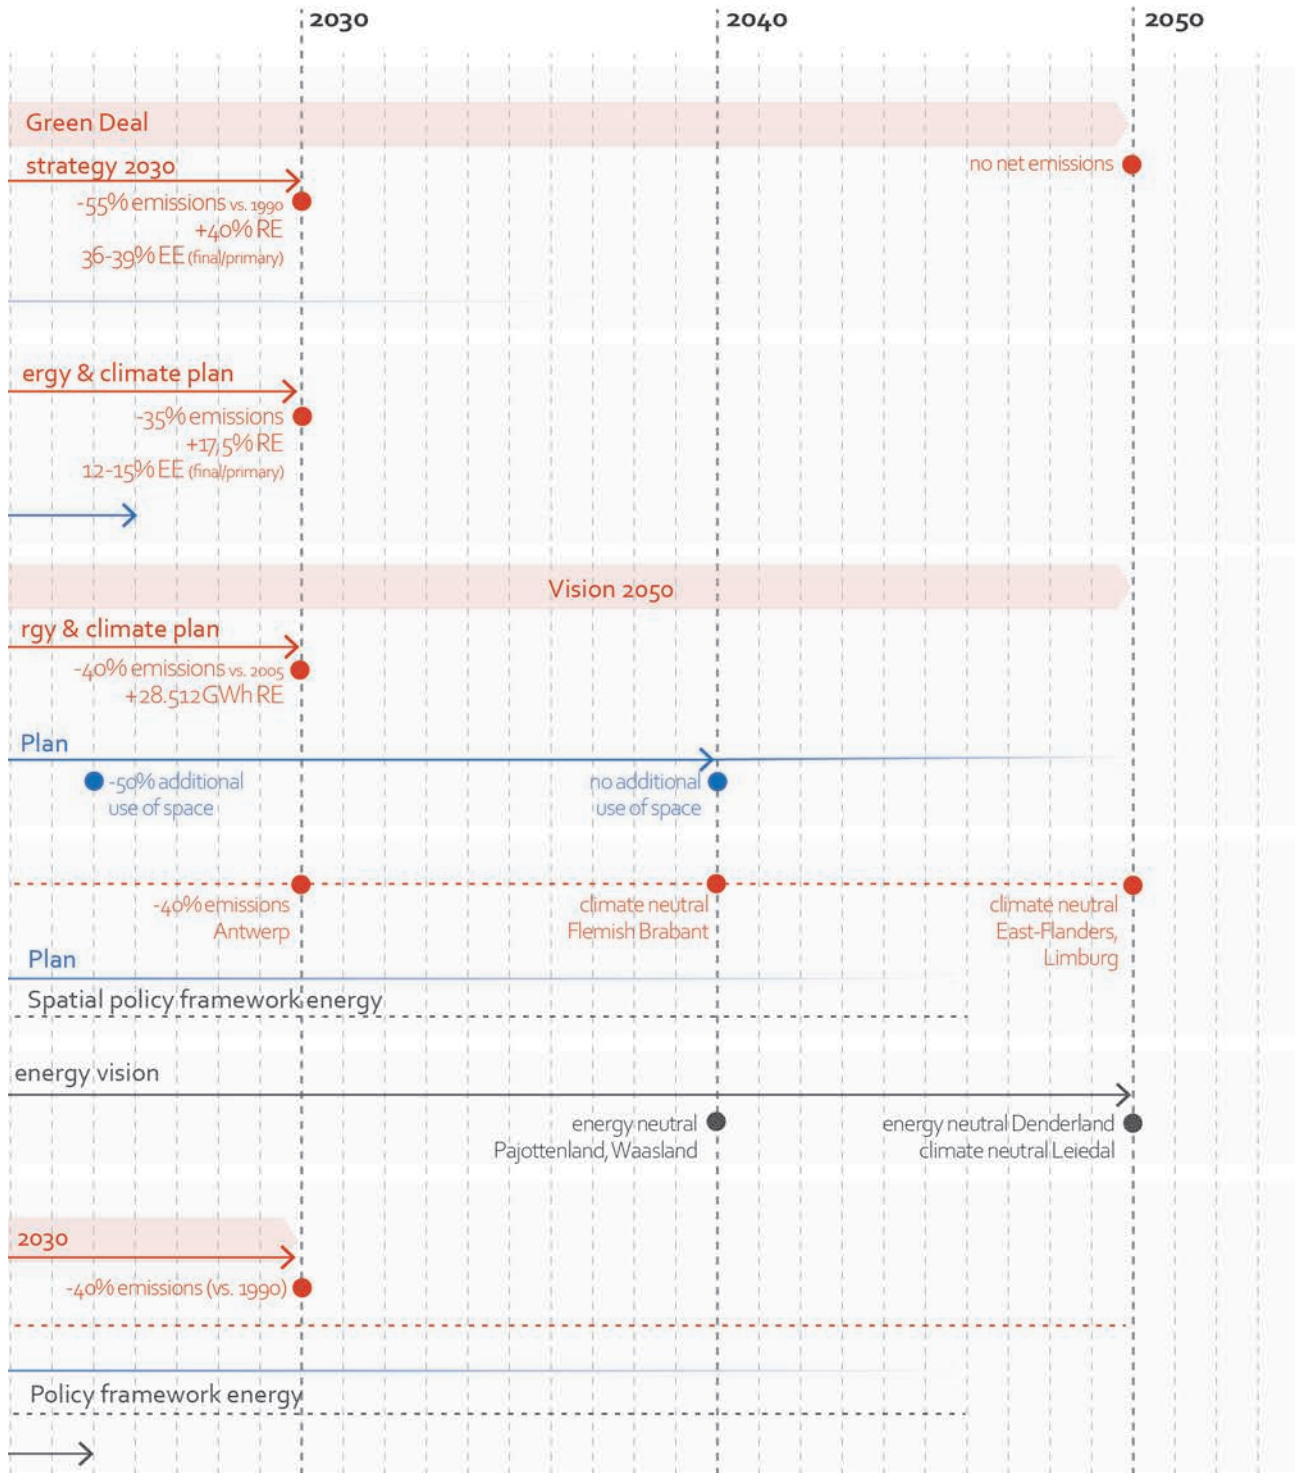 2030
2040
2050
Green Deal
strategy 2030
no net emissions
-55% emissions vs. 1990
+40% RE
36-39% EE (final/primary)
ergy & climate plan
-35% emissions
+17,5% RE
12-15% EE (final/primary)
Vision 2050
rgy & climate plan
-40% emissions vs. 2005
+28.512GWh RE
Plan
-50% additional
use of space
no additional
use of space
-40% emissions
Antwerp
climate neutral
Flemish Brabant
climate neutral
East-Flanders,
Limburg
Plan
Spatial policy framework energy
energy vision
energy neutral
Pajottenland, Waasland
energy neutral Denderland
climate neutral Leiedal
2030
-40% emissions (vs. 1990)
Policy framework energy